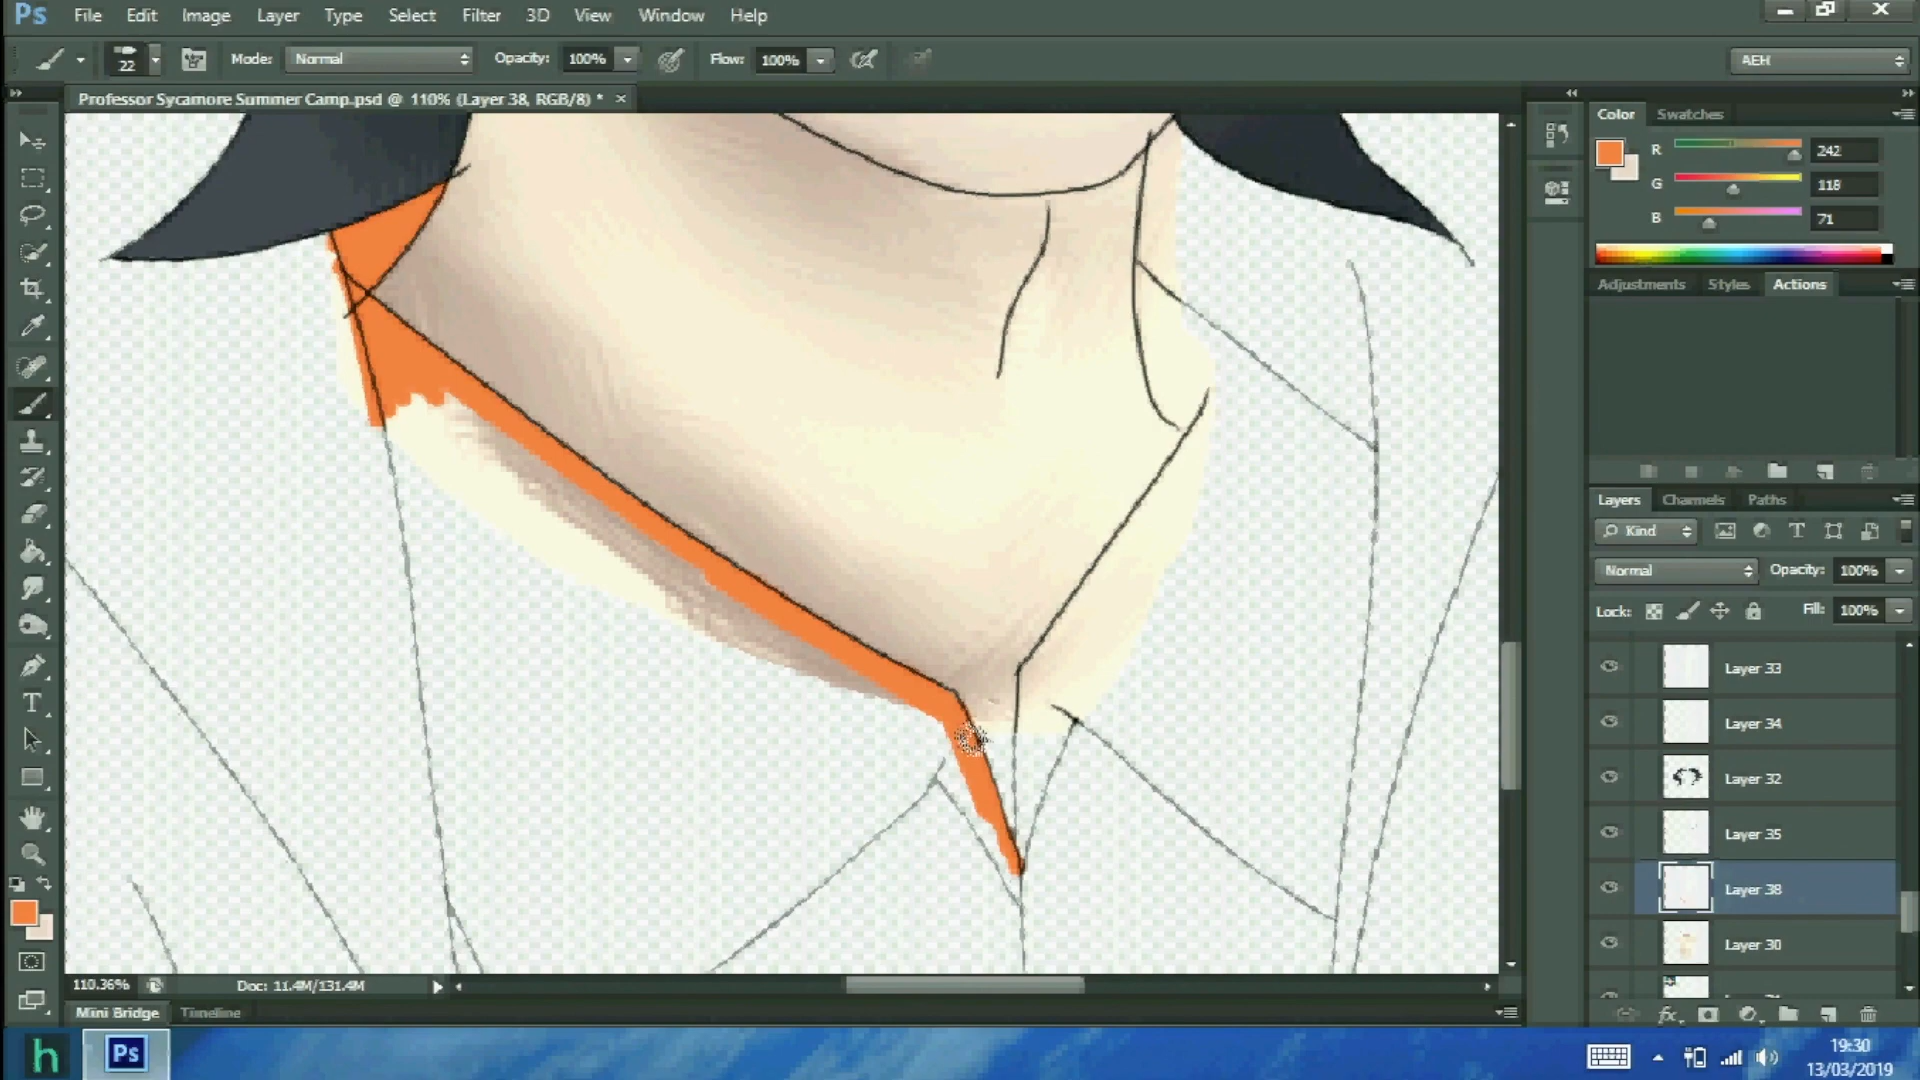 Ps File Edit Image Layer Type Select Filter 3D View Window Help
22 Mode: Normal Opacity: 100% Flow: 100% AEH
Professor Sycamore Summer Camp.psd @ 110% (Layer 38, RGB/8) * ×
Color Swatches
R 242
G 118
B 71
Adjustments Styles Actions
Layers Channels Paths
Kind
Normal Opacity: 100%
Lock: Fill: 100%
Layer 33
Layer 34
Layer 32
Layer 35
Layer 38
Layer 30
110.36% Doc: 11.4M/131.4M
Mini Bridge Timeline
h Ps
19:30
13/03/2019